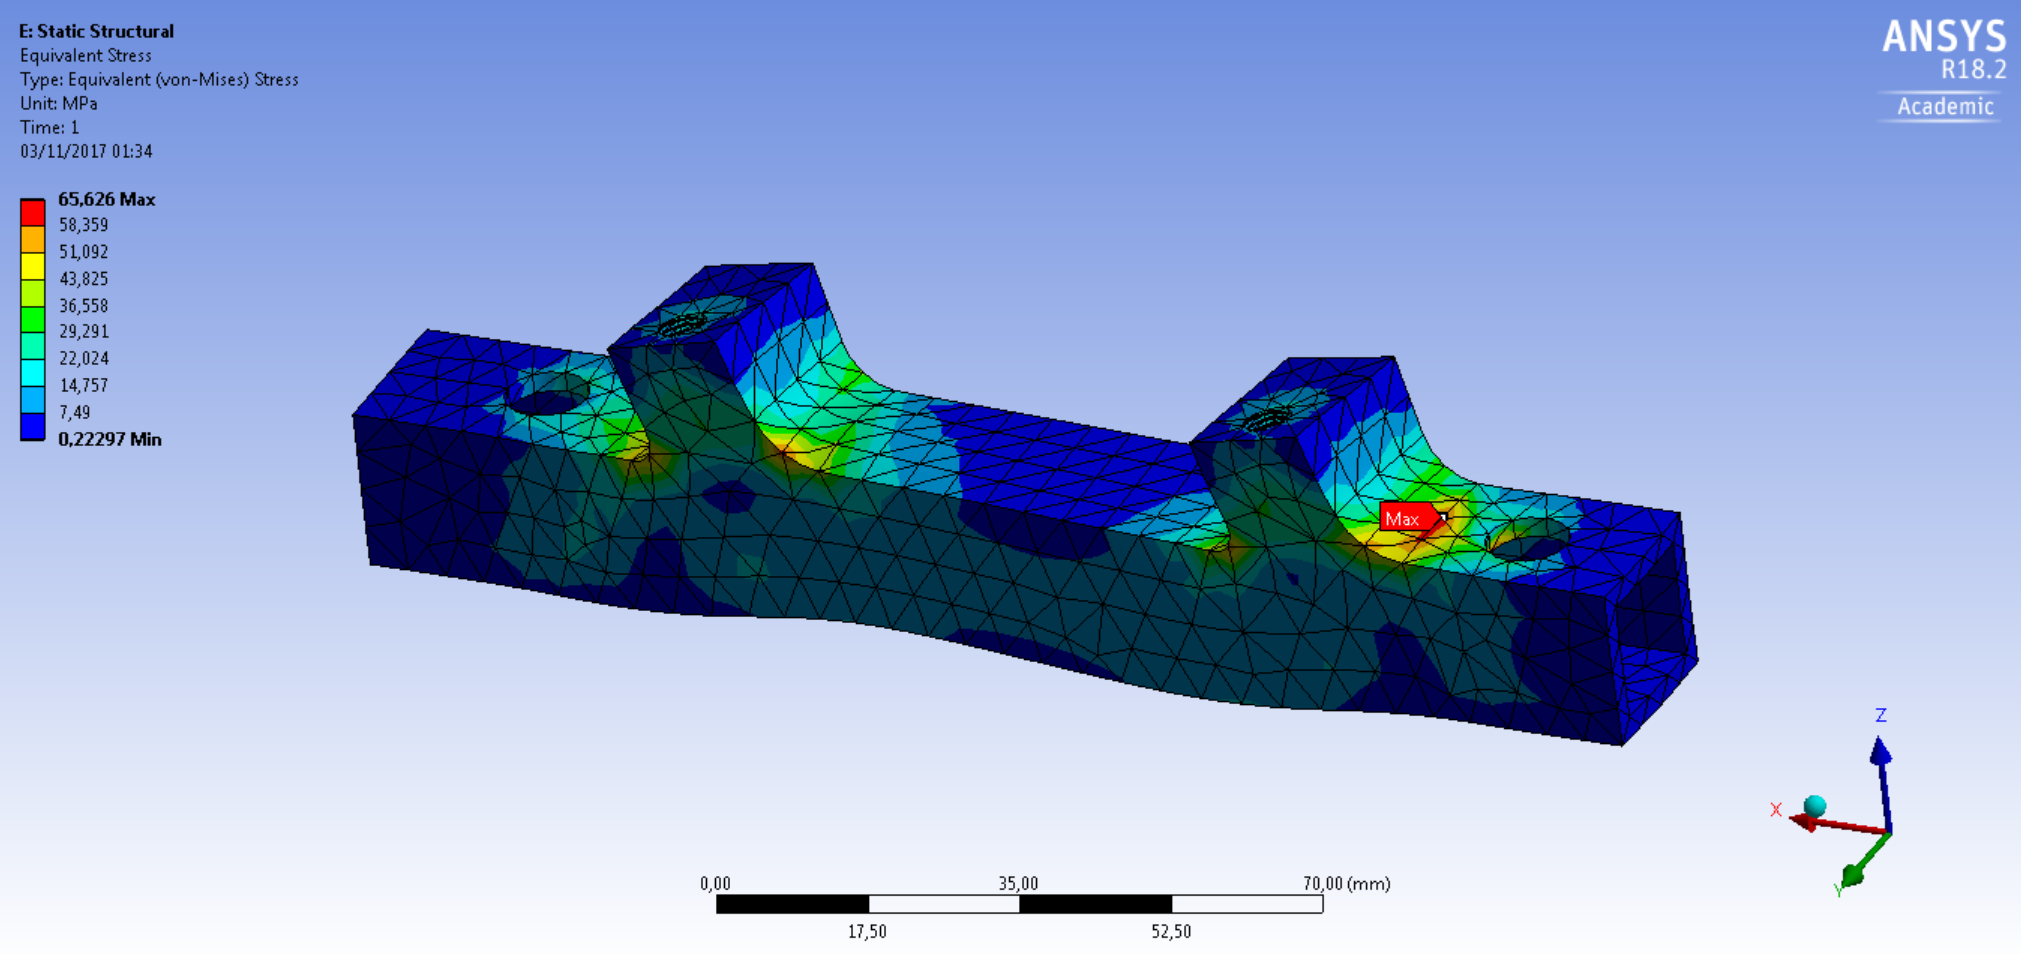 E: Static Structural
Equivalent Stress
Type: Equivalent (von-Mises) Stress
Unit: MPa
Time: 1
03/11/2017 01:34
65,626 Max
58,359
51,092
43,825
36,558
29,291
22,024
14,757
7,49
0,22297 Min
ANSYS
R18.2
Academic
Max
Z
X
Y
0,00 35,00 70,00 (mm)
17,50 52,50